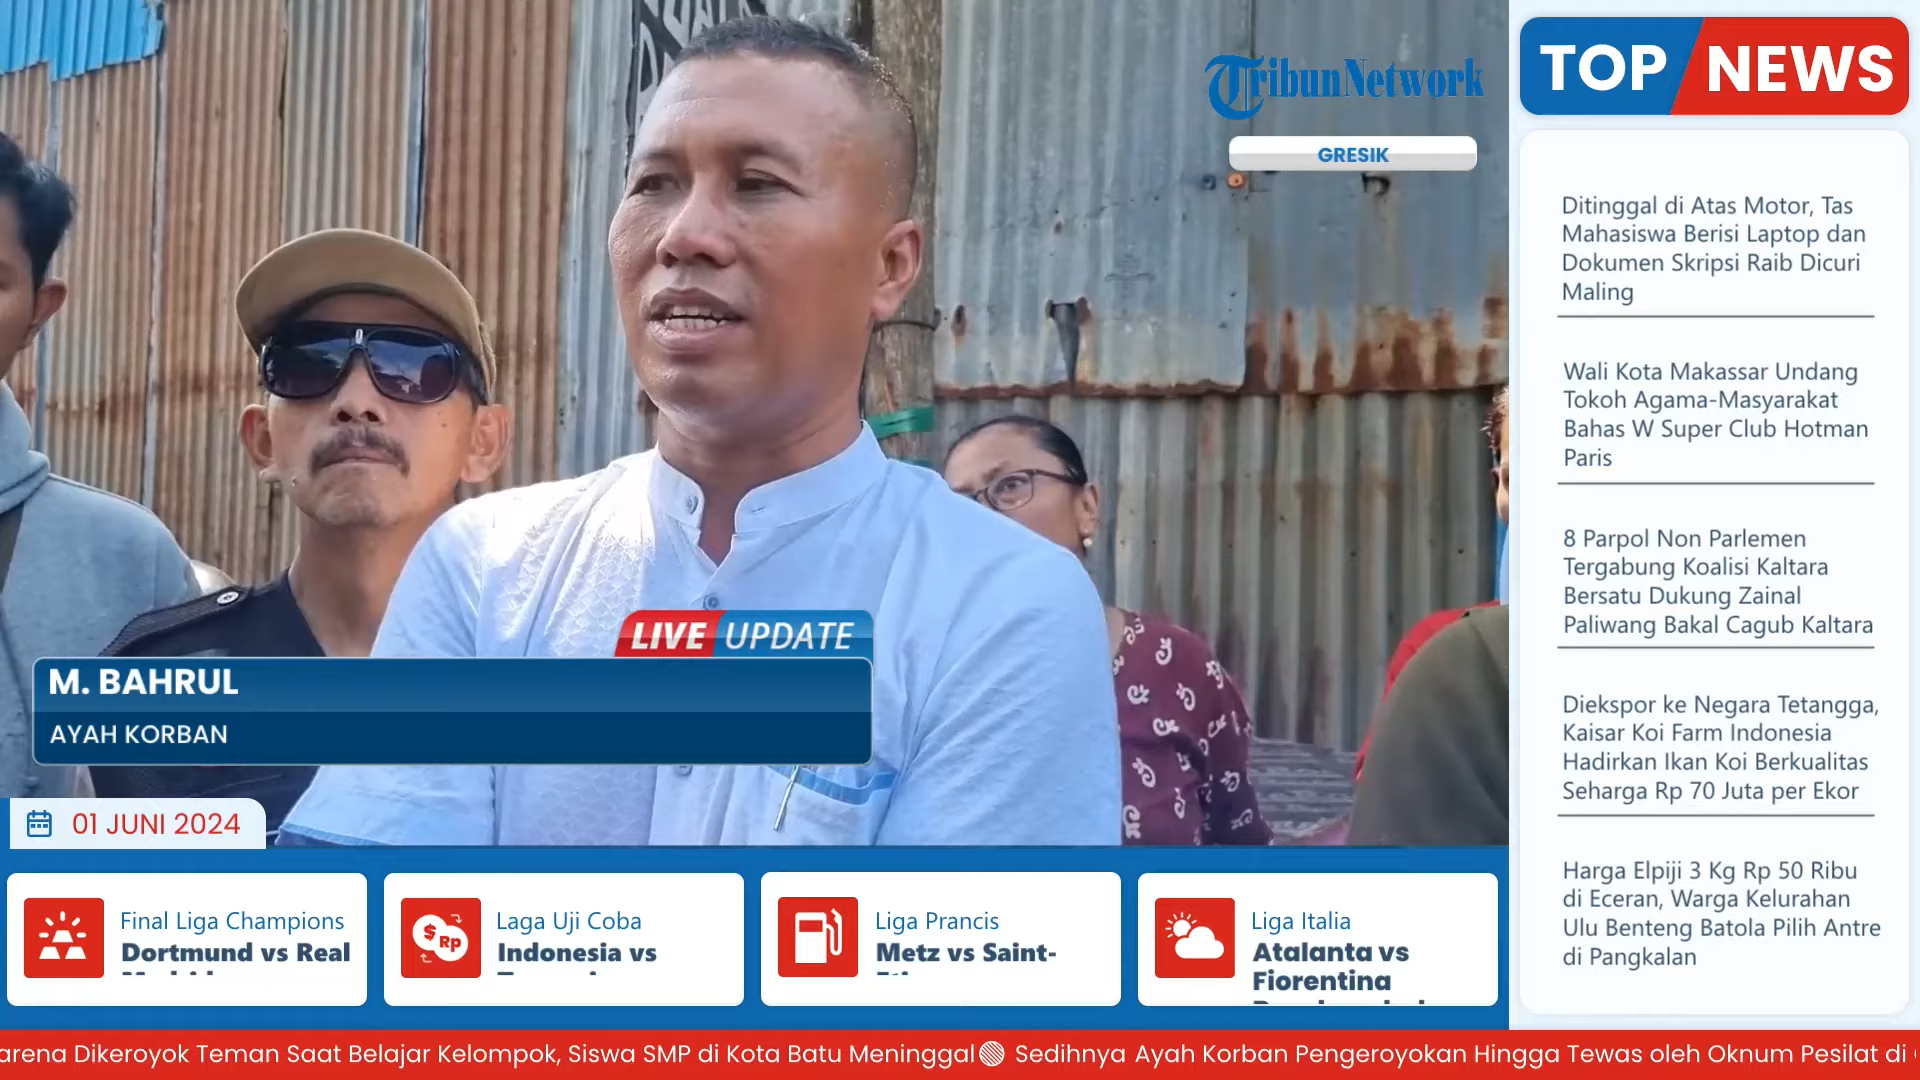 TribunNetwork
GRESIK
LIVE UPDATE
M. BAHRUL
AYAH KORBAN
01 JUNI 2024
TOP NEWS
Ditinggal di Atas Motor, Tas
Mahasiswa Berisi Laptop dan
Dokumen Skripsi Raib Dicuri
Maling
Wali Kota Makassar Undang
Tokoh Agama-Masyarakat
Bahas W Super Club Hotman
Paris
8 Parpol Non Parlemen
Tergabung Koalisi Kaltara
Bersatu Dukung Zainal
Paliwang Bakal Cagub Kaltara
Diekspor ke Negara Tetangga,
Kaisar Koi Farm Indonesia
Hadirkan Ikan Koi Berkualitas
Seharga Rp 70 Juta per Ekor
Harga Elpiji 3 Kg Rp 50 Ribu
di Eceran, Warga Kelurahan
Ulu Benteng Batola Pilih Antre
di Pangkalan
Final Liga Champions
Dortmund vs Real
$ Rp
Laga Uji Coba
Indonesia vs
Liga Prancis
Metz vs Saint-
Liga Italia
Atalanta vs
Fiorentina
arena Dikeroyok Teman Saat Belajar Kelompok, Siswa SMP di Kota Batu Meninggal Sedihnya Ayah Korban Pengeroyokan Hingga Tewas oleh Oknum Pesilat di